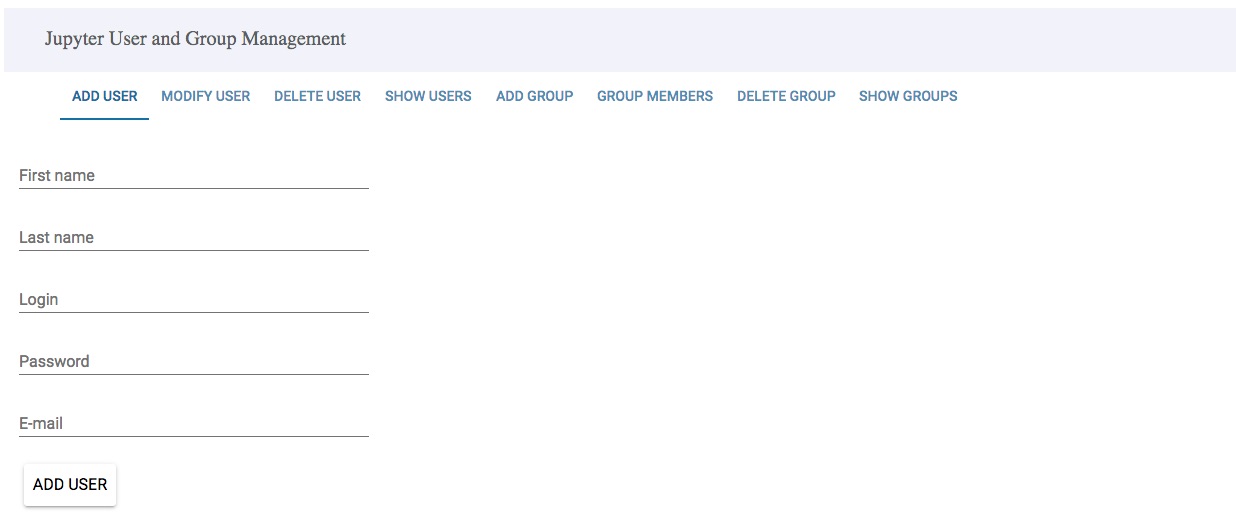 Jupyter User and Group Management
ADD USER MODIFY USER DELETE USER SHOW USERS ADD GROUP GROUP MEMBERS DELETE GROUP SHOW GROUPS
First name
Last name
Login
Password
E-mail
ADD USER